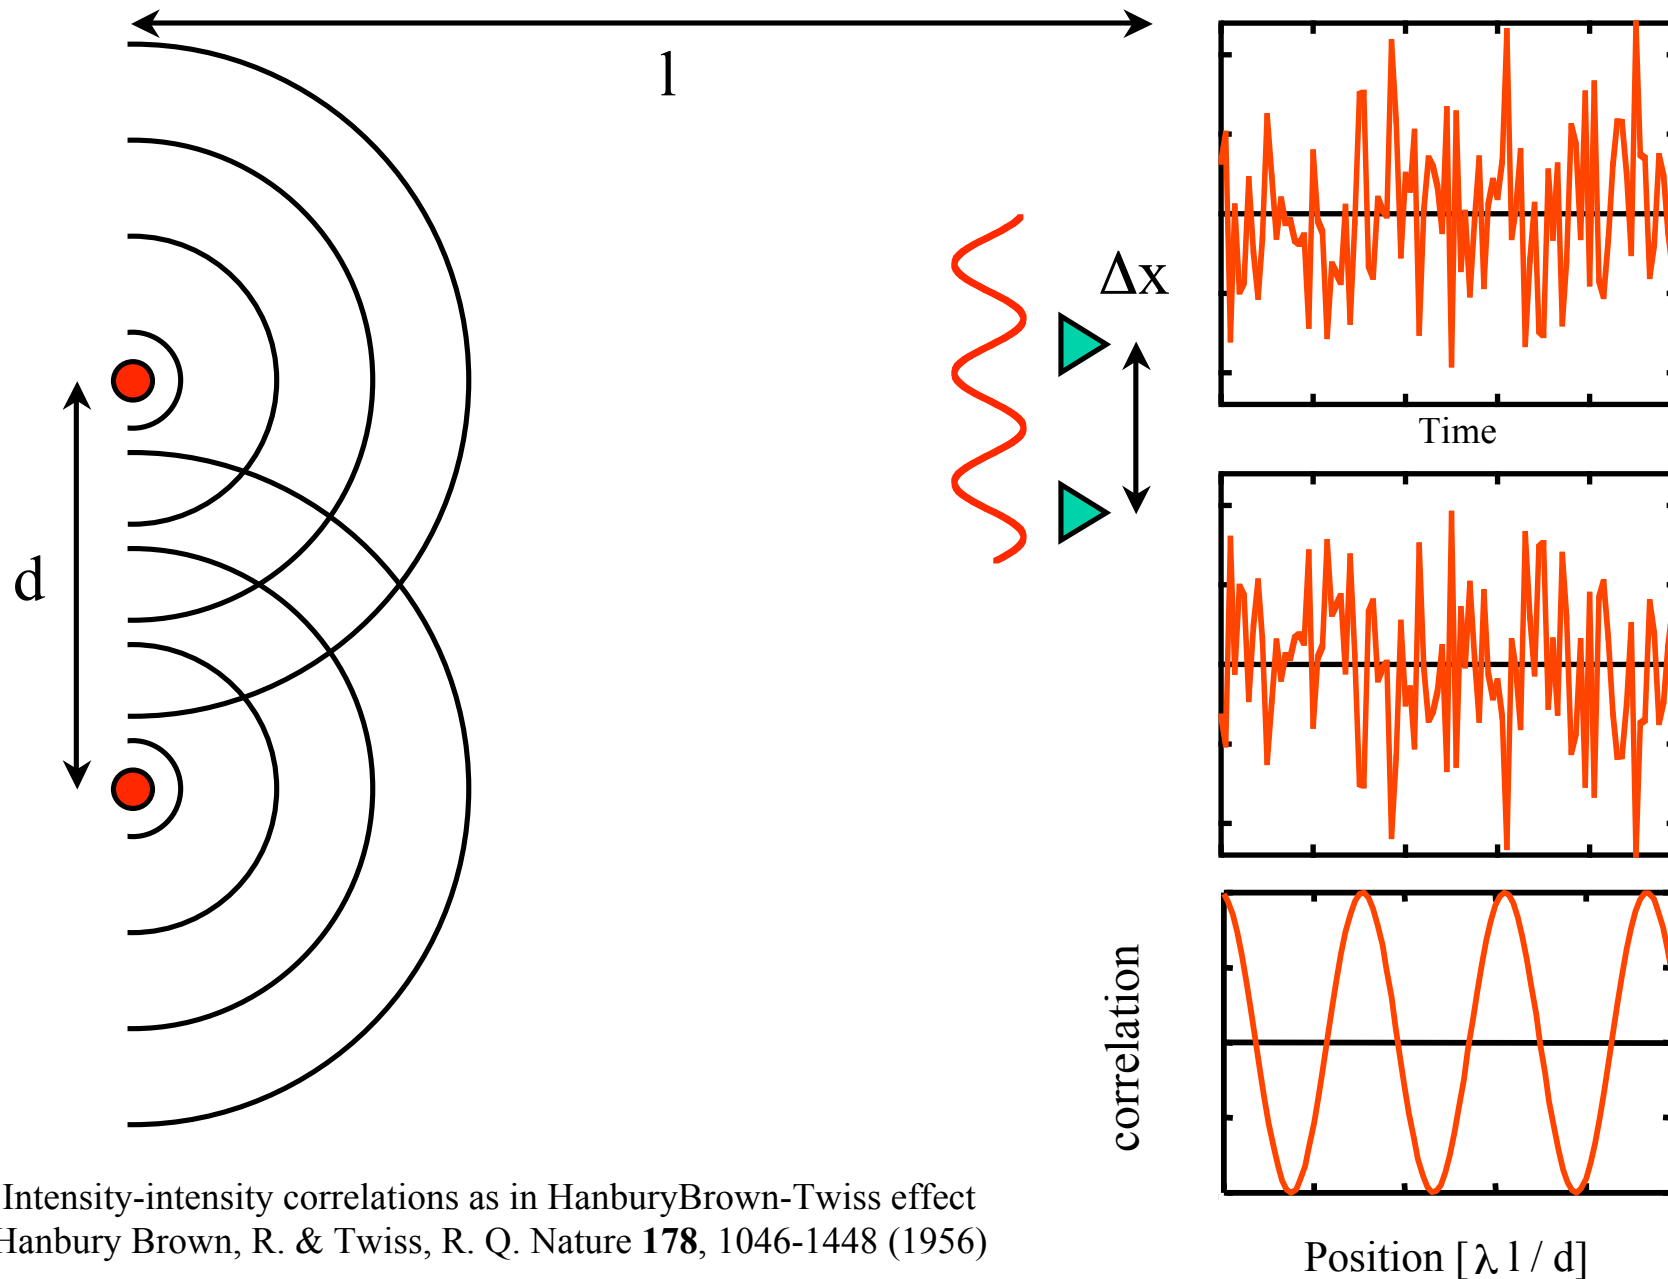 l
Δx
d
Time
correlation
Position [ λ l / d]
Intensity-intensity correlations as in HanburyBrown-Twiss effect
Hanbury Brown, R. & Twiss, R. Q. Nature 178, 1046-1448 (1956)